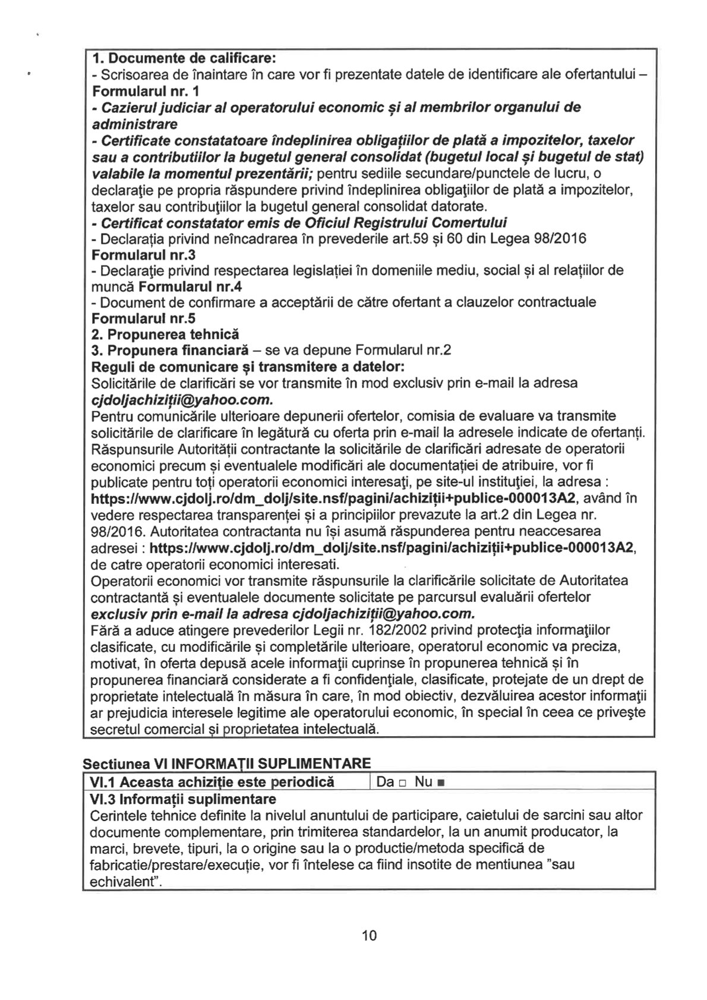 1. Documente de calificare:
- Scrisoarea de înaintare în care vor fi prezentate datele de identificare ale ofertantului –
Formularul nr. 1
- Cazierul judiciar al operatorului economic și al membrilor organului de
administrare
- Certificate constatatoare îndeplinirea obligațiilor de plată a impozitelor, taxelor
sau a contributiilor la bugetul general consolidat (bugetul local și bugetul de stat)
valabile la momentul prezentării; pentru sediile secundare/punctele de lucru, o
declaraţie pe propria răspundere privind îndeplinirea obligaţiilor de plată a impozitelor,
taxelor sau contribuţiilor la bugetul general consolidat datorate.
- Certificat constatator emis de Oficiul Registrului Comertului
- Declarația privind neîncadrarea în prevederile art.59 și 60 din Legea 98/2016
Formularul nr.3
- Declaraţie privind respectarea legislației în domeniile mediu, social și al relațiilor de
muncă Formularul nr.4
- Document de confirmare a acceptării de către ofertant a clauzelor contractuale
Formularul nr.5
2. Propunerea tehnică
3. Propunera financiară – se va depune Formularul nr.2
Reguli de comunicare și transmitere a datelor:
Solicitările de clarificări se vor transmite în mod exclusiv prin e-mail la adresa
cjdoljachiziții@yahoo.com.
Pentru comunicările ulterioare depunerii ofertelor, comisia de evaluare va transmite
solicitările de clarificare în legătură cu oferta prin e-mail la adresele indicate de ofertanți.
Răspunsurile Autorității contractante la solicitările de clarificări adresate de operatorii
economici precum și eventualele modificări ale documentației de atribuire, vor fi
publicate pentru toți operatorii economici interesaţi, pe site-ul instituţiei, la adresa :
https://www.cjdolj.ro/dm_dolj/site.nsf/pagini/achiziții+publice-000013A2, având în
vedere respectarea transparenței și a principiilor prevazute la art.2 din Legea nr.
98/2016. Autoritatea contractanta nu își asumă răspunderea pentru neaccesarea
adresei : https://www.cjdolj.ro/dm_dolj/site.nsf/pagini/achiziții+publice-000013A2,
de catre operatorii economici interesati.
Operatorii economici vor transmite răspunsurile la clarificările solicitate de Autoritatea
contractantă și eventualele documente solicitate pe parcursul evaluării ofertelor
exclusiv prin e-mail la adresa cjdoljachiziții@yahoo.com.
Fără a aduce atingere prevederilor Legii nr. 182/2002 privind protecţia informaţiilor
clasificate, cu modificările și completările ulterioare, operatorul economic va preciza,
motivat, în oferta depusă acele informaţii cuprinse în propunerea tehnică și în
propunerea financiară considerate a fi confidenţiale, clasificate, protejate de un drept de
proprietate intelectuală în măsura în care, în mod obiectiv, dezvăluirea acestor informaţii
ar prejudicia interesele legitime ale operatorului economic, în special în ceea ce priveşte
secretul comercial și proprietatea intelectuală.
Sectiunea VI INFORMAȚII SUPLIMENTARE
VI.1 Aceasta achiziție este periodică Da □ Nu ■
VI.3 Informații suplimentare
Cerintele tehnice definite la nivelul anuntului de participare, caietului de sarcini sau altor
documente complementare, prin trimiterea standardelor, la un anumit producator, la
marci, brevete, tipuri, la o origine sau la o productie/metoda specifică de
fabricatie/prestare/execuție, vor fi întelese ca fiind insotite de mentiunea ”sau
echivalent”.
10